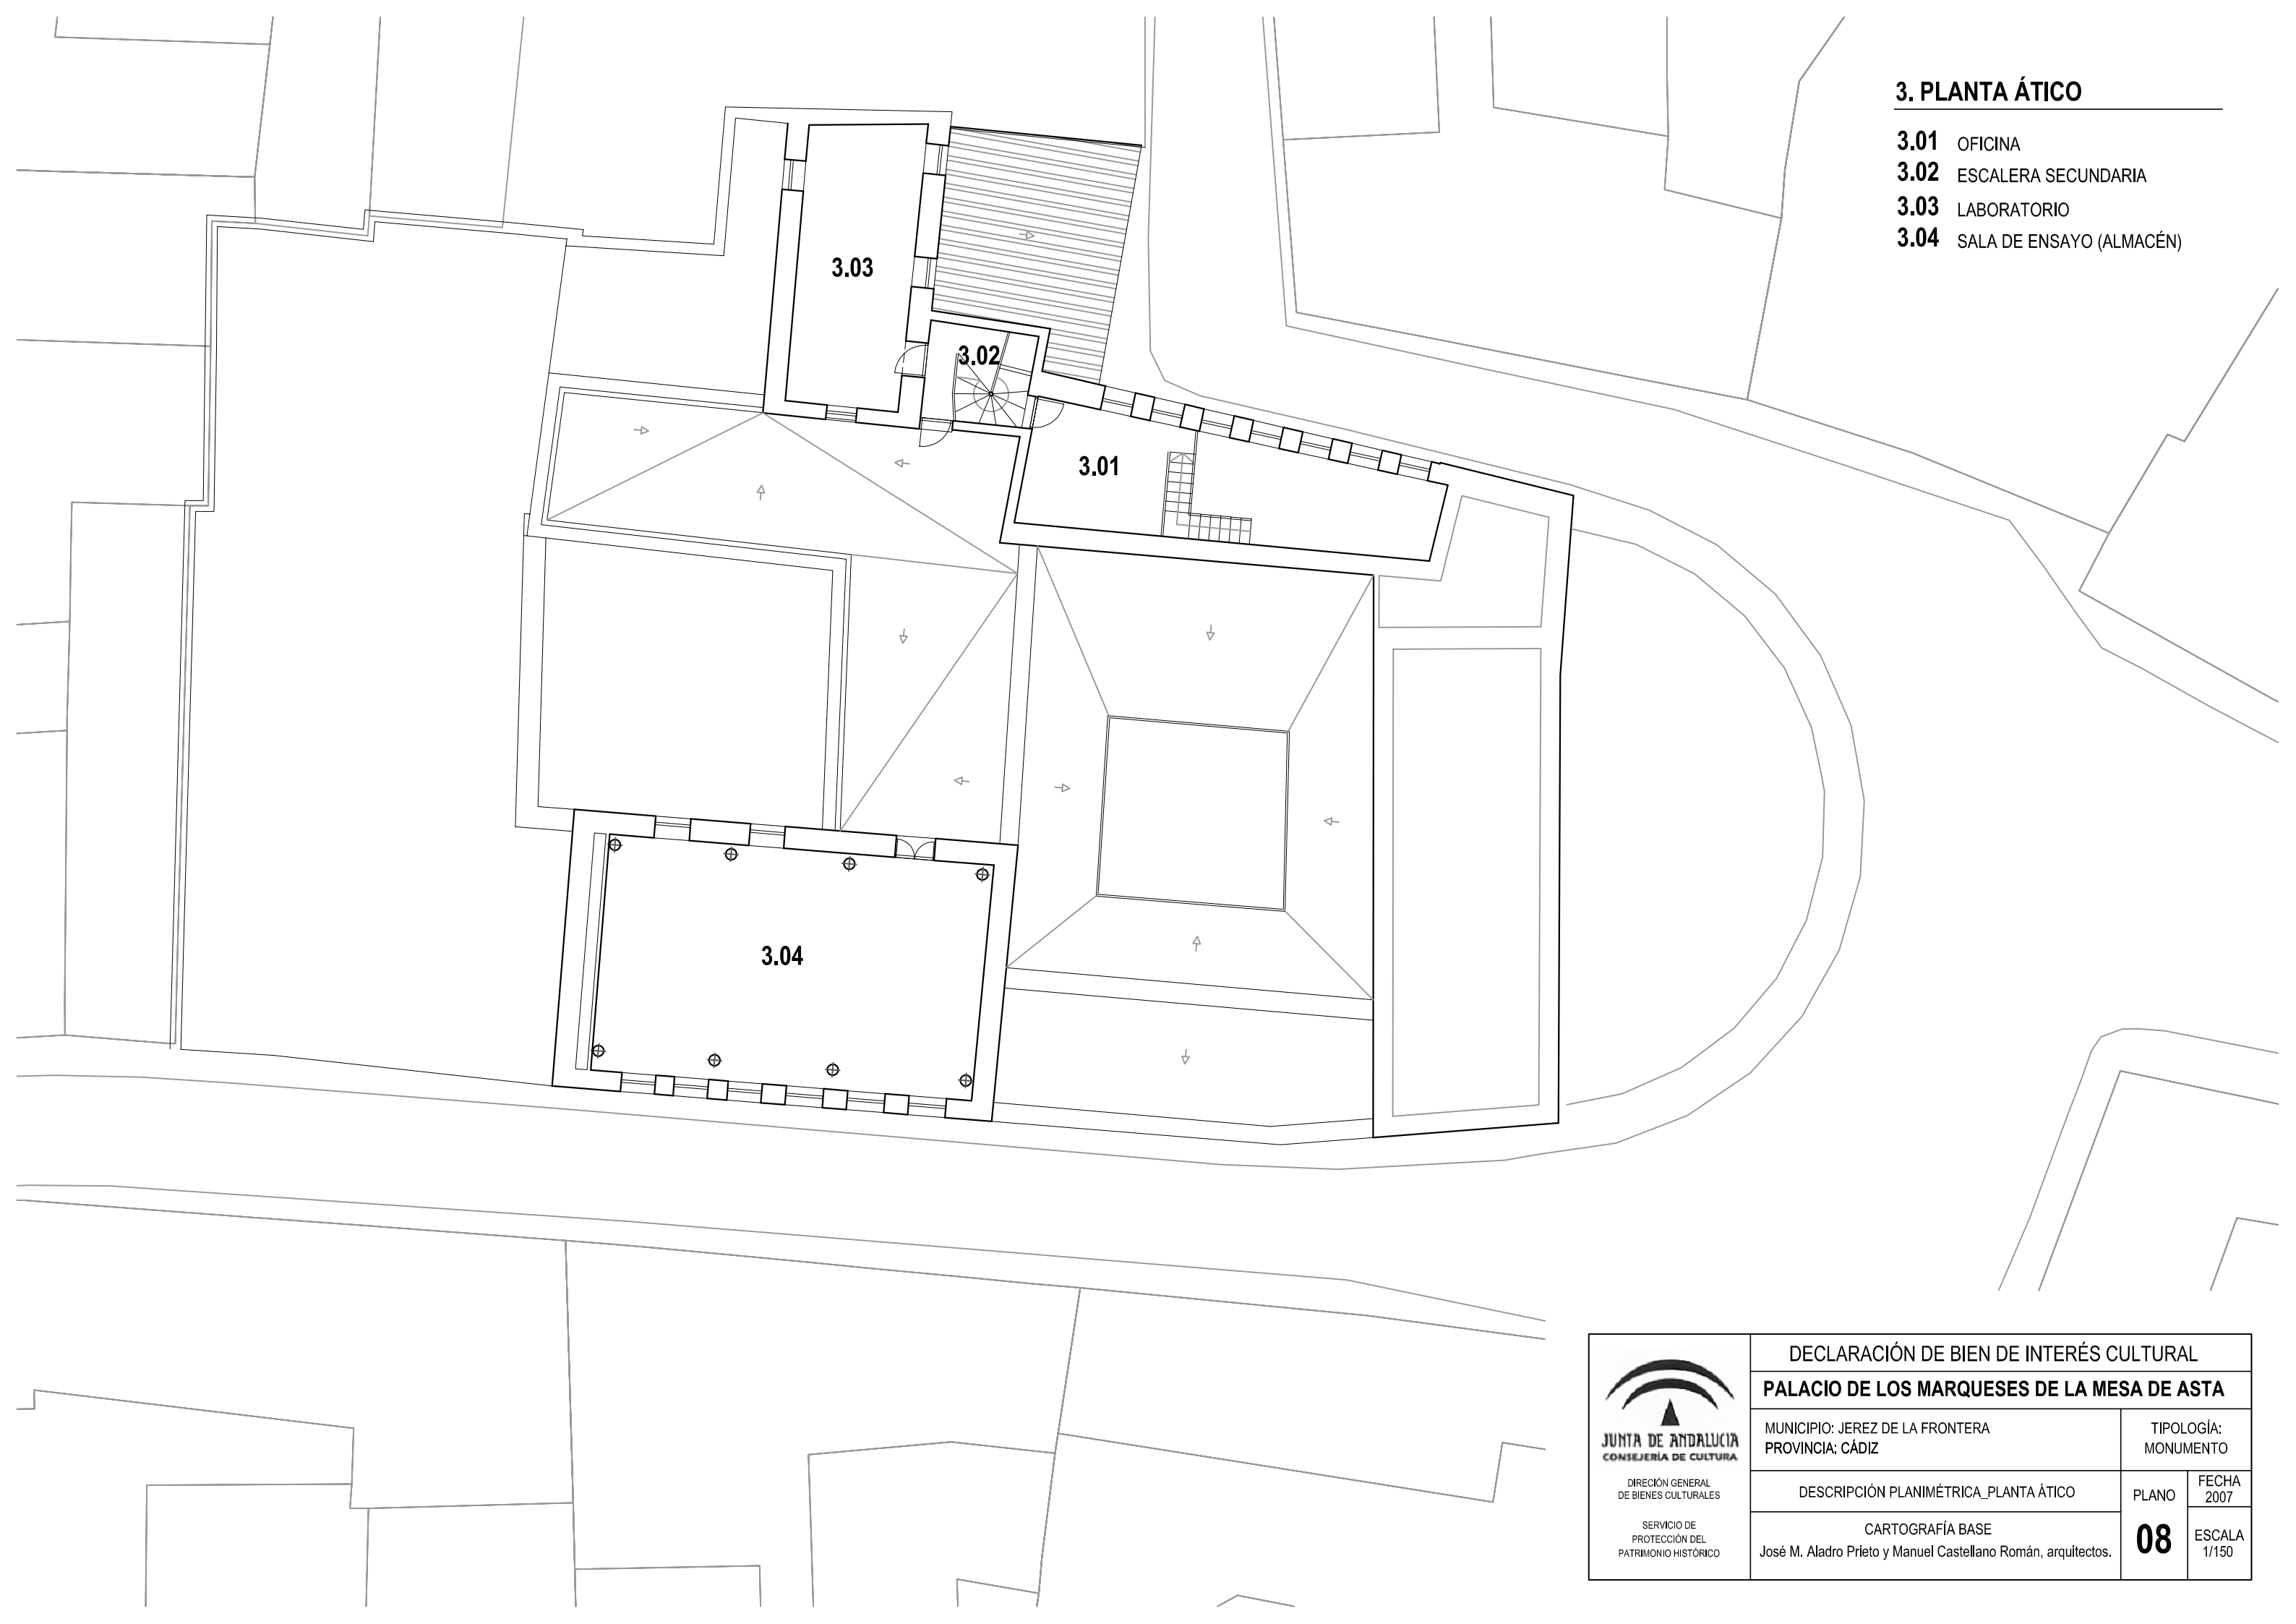 3. PLANTA ÁTICO
3.01 OFICINA
3.02 ESCALERA SECUNDARIA
3.03 LABORATORIO
3.04 SALA DE ENSAYO (ALMACÉN)
3.03
3.02
3.01
3.04
JUNTA DE ANDALUCIA
CONSEJERÍA DE CULTURA
DIRECIÓN GENERAL
DE BIENES CULTURALES
SERVICIO DE
PROTECCIÓN DEL
PATRIMONIO HISTÓRICO
DECLARACIÓN DE BIEN DE INTERÉS CULTURAL
PALACIO DE LOS MARQUESES DE LA MESA DE ASTA
MUNICIPIO: JEREZ DE LA FRONTERA
PROVINCIA: CÁDIZ
TIPOLOGÍA:
MONUMENTO
DESCRIPCIÓN PLANIMÉTRICA_PLANTA ÁTICO
CARTOGRAFÍA BASE
José M. Aladro Prieto y Manuel Castellano Román, arquitectos.
PLANO
08
FECHA
2007
ESCALA
1/150